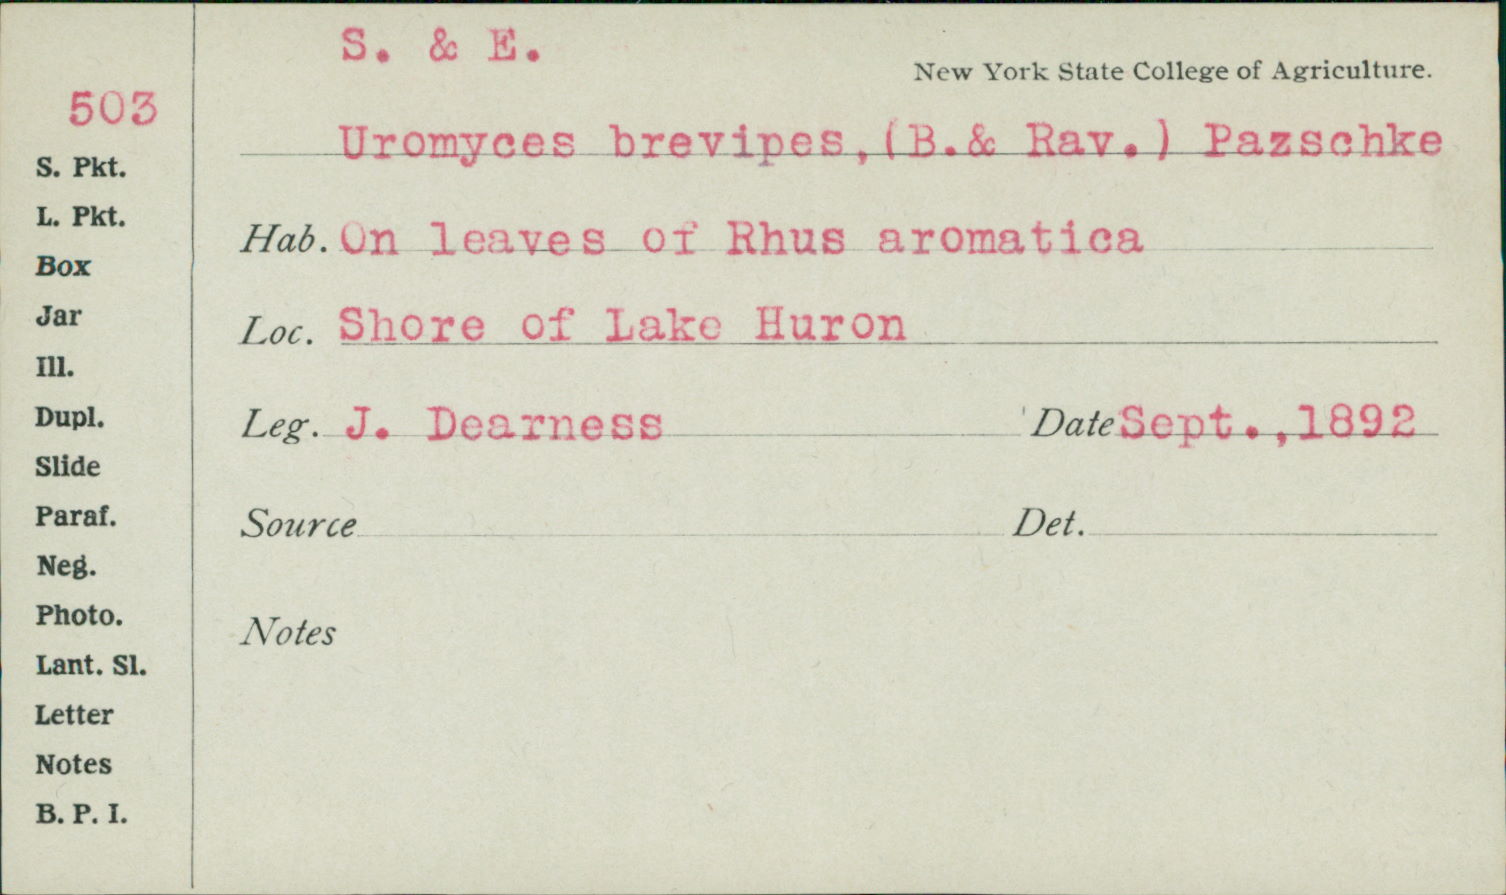 S. & E.
New York State College of Agriculture.
503
Uromyces brevipes,(B.& Rav.) Pazschke
S. Pkt.
L. Pkt.
Hab. On leaves of Rhus aromatica
Box
Jar
Loc. Shore of Lake Huron
Ill.
Dupl.
Leg. J. Dearness Date Sept.,1892
Slide
Paraf.
Source Det.
Neg.
Photo.
Notes
Lant. Sl.
Letter
Notes
B. P. I.